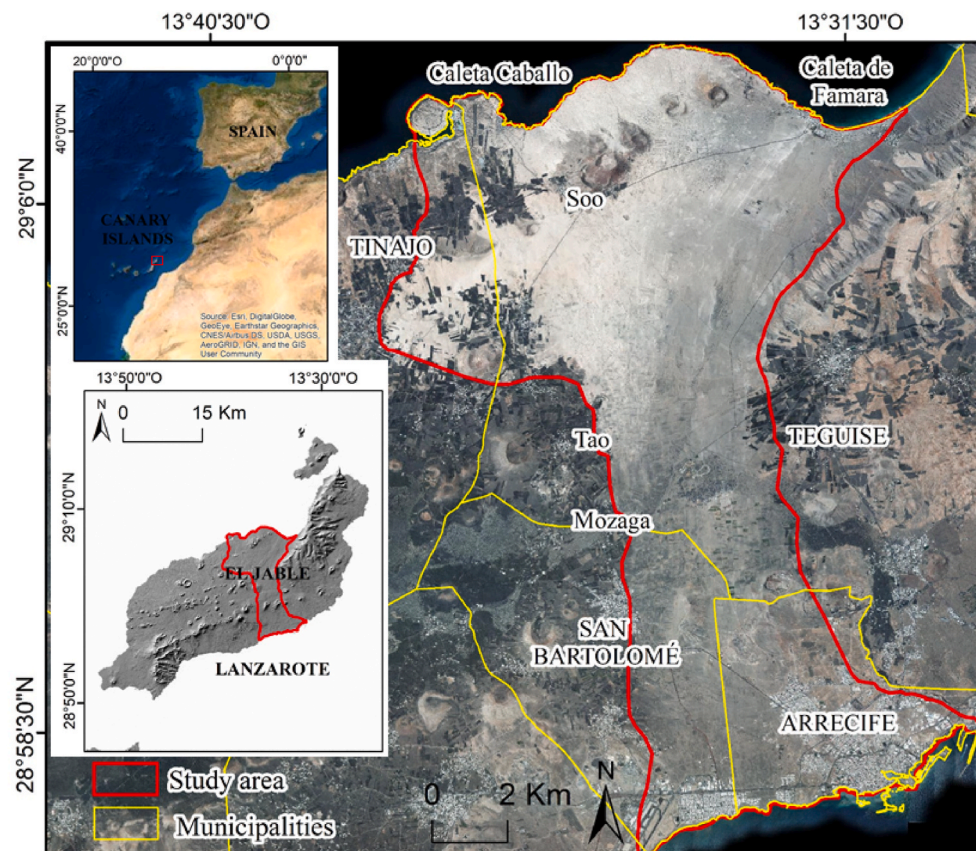 13°40'30"O
13°31'30"O
20°0'0"O
0°0'0"
40°0'0"N
25°0'0"N
SPAIN
CANARY
ISLANDS
Source: Esri, DigitalGlobe,
GeoEye, Earthstar Geographics,
CNES/Airbus DS, USDA, USGS,
AeroGRID, IGN, and the GIS
User Community
Caleta Caballo
Caleta de
Famara
29°6'0"N
Soo
TINAJO
13°50'0"O
13°30'0"O
N
0
15 Km
29°10'0"N
28°50'0"N
EL JABLE
LANZAROTE
Tao
TEGUISE
Mozaga
SAN
BARTOLOMÉ
ARRECIFE
28°58'30"N
Study area
Municipalities
0
2 Km
N